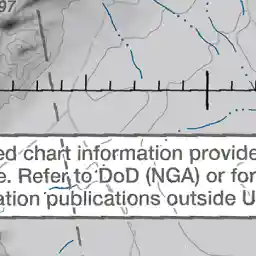 97
ed chart information provide
e. Refer to DoD (NGA) or for
ation publications outside U